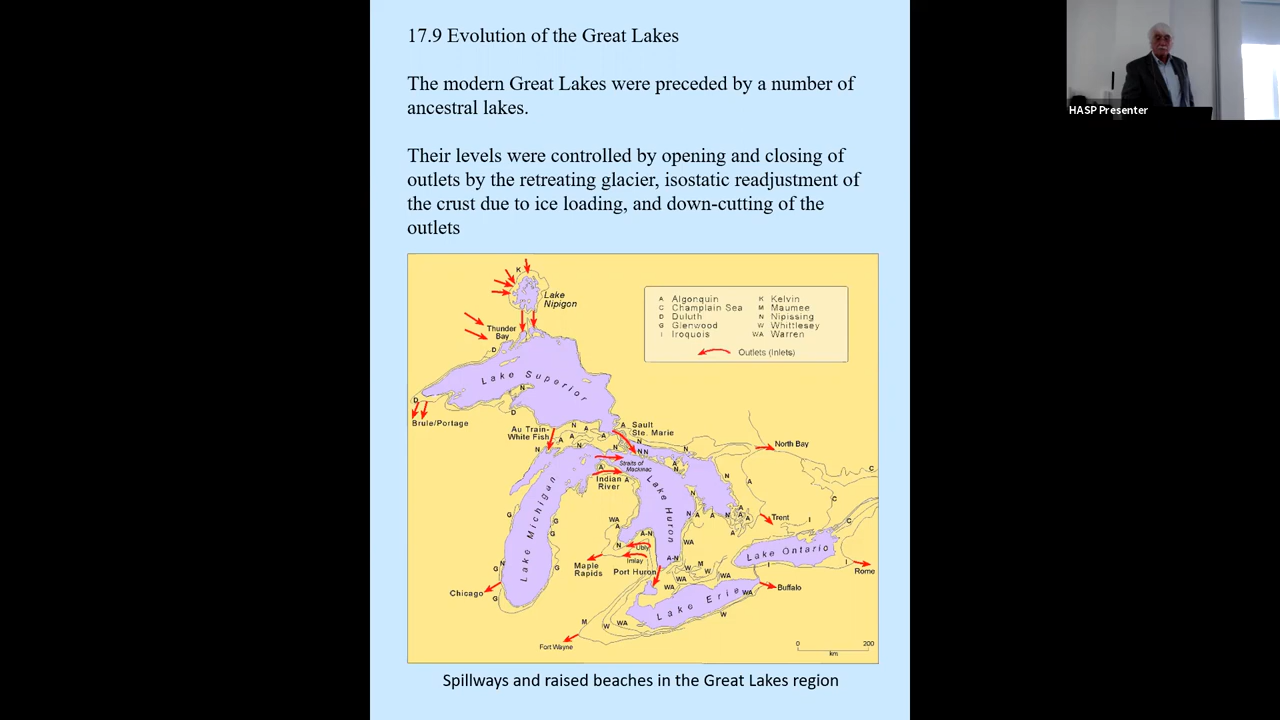 17.9 Evolution of the Great Lakes
The modern Great Lakes were preceded by a number of
ancestral lakes.
Their levels were controlled by opening and closing of
outlets by the retreating glacier, isostatic readjustment of
the crust due to ice loading, and down-cutting of the
outlets
HASP Presenter
K
Lake
Nipigon
A Algonquin K Kelvin
C Champlain Sea M Maumee
D Duluth N Nipissing
G Glenwood W Whittlesey
I Iroquois WA Warren
Outlets (Inlets)
Thunder
Bay
D
Lake Superior
N
D
D
Brule/Portage
Au Train-
White Fish
Sault
Ste. Marie
North Bay
Straits of
Mackinac
Indian
River
Lake Michigan
Lake Huron
Trent
Lake Ontario
Ubly
Imlay
Maple
Rapids
Port Huron
Rome
Chicago
Buffalo
Lake Erie
Fort Wayne
0 200
km
Spillways and raised beaches in the Great Lakes region